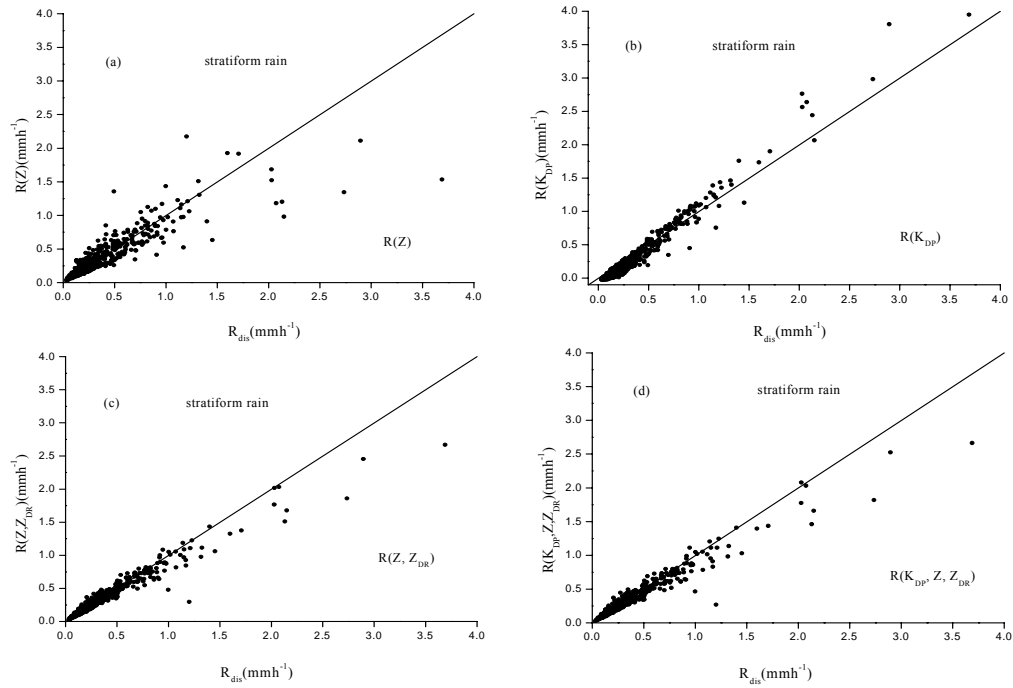 4.0
3.5
3.0
2.5
2.0
1.5
1.0
0.5
0.0
R(Z)(mmh⁻¹)
(a)
stratiform rain
R(Z)
0.0 0.5 1.0 1.5 2.0 2.5 3.0 3.5 4.0
R_dis(mmh⁻¹)
4.0
3.5
3.0
2.5
2.0
1.5
1.0
0.5
0.0
R(K_DP)(mmh⁻¹)
(b)
stratiform rain
R(K_DP)
0.0 0.5 1.0 1.5 2.0 2.5 3.0 3.5 4.0
R_dis(mmh⁻¹)
4.0
3.5
3.0
2.5
2.0
1.5
1.0
0.5
0.0
R(Z,Z_DR)(mmh⁻¹)
(c)
stratiform rain
R(Z, Z_DR)
0.0 0.5 1.0 1.5 2.0 2.5 3.0 3.5 4.0
R_dis(mmh⁻¹)
4.0
3.5
3.0
2.5
2.0
1.5
1.0
0.5
0.0
R(K_DP,Z,Z_DR)(mmh⁻¹)
(d)
stratiform rain
R(K_DP, Z, Z_DR)
0.0 0.5 1.0 1.5 2.0 2.5 3.0 3.5 4.0
R_dis(mmh⁻¹)